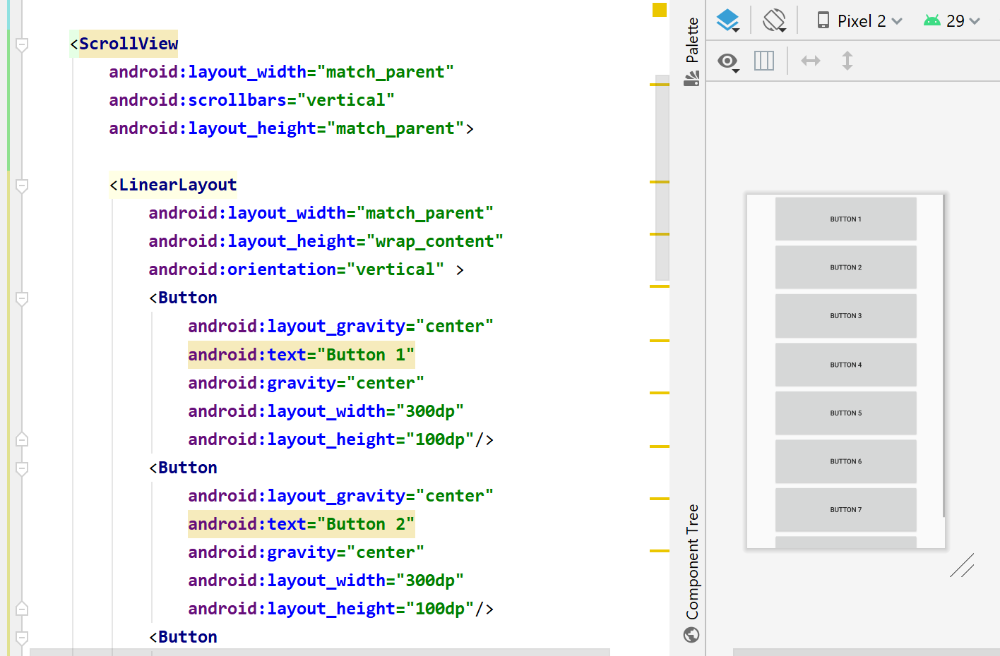 <ScrollView
android:layout_width="match_parent"
android:scrollbars="vertical"
android:layout_height="match_parent">
<LinearLayout
android:layout_width="match_parent"
android:layout_height="wrap_content"
android:orientation="vertical" >
<Button
android:layout_gravity="center"
android:text="Button 1"
android:gravity="center"
android:layout_width="300dp"
android:layout_height="100dp"/>
<Button
android:layout_gravity="center"
android:text="Button 2"
android:gravity="center"
android:layout_width="300dp"
android:layout_height="100dp"/>
<Button
Palette
Component Tree
Pixel 2
29
BUTTON 1
BUTTON 2
BUTTON 3
BUTTON 4
BUTTON 5
BUTTON 6
BUTTON 7